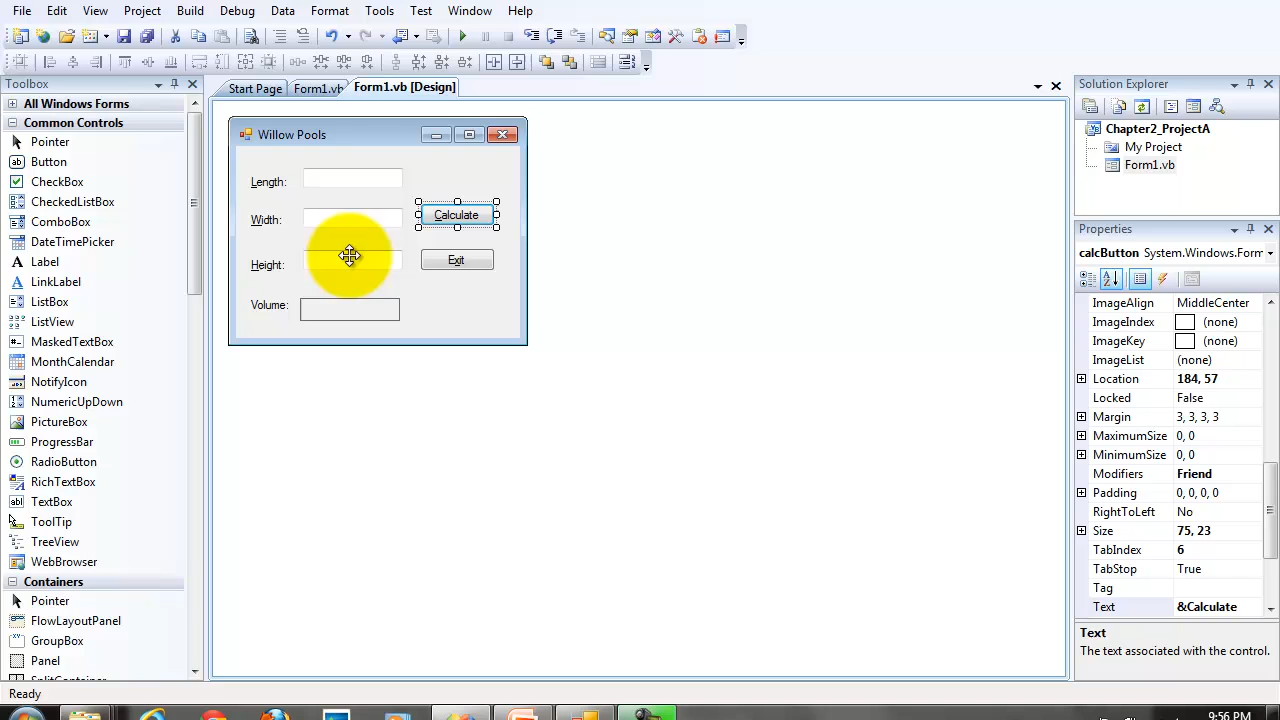 File Edit View Project Build Debug Data Format Tools Test Window Help
Toolbox
All Windows Forms
Common Controls
Pointer
Button
CheckBox
CheckedListBox
ComboBox
DateTimePicker
Label
LinkLabel
ListBox
ListView
MaskedTextBox
MonthCalendar
NotifyIcon
NumericUpDown
PictureBox
ProgressBar
RadioButton
RichTextBox
TextBox
ToolTip
TreeView
WebBrowser
Containers
Pointer
FlowLayoutPanel
GroupBox
Panel
SplitContainer
Start Page Form1.vb Form1.vb [Design]
Willow Pools
Length:
Width:
Height:
Volume:
Calculate
Exit
Solution Explorer
Chapter2_ProjectA
My Project
Form1.vb
Properties
calcButton System.Windows.Form
ImageAlign MiddleCenter
ImageIndex (none)
ImageKey (none)
ImageList (none)
Location 184, 57
Locked False
Margin 3, 3, 3, 3
MaximumSize 0, 0
MinimumSize 0, 0
Modifiers Friend
Padding 0, 0, 0, 0
RightToLeft No
Size 75, 23
TabIndex 6
TabStop True
Tag
Text &Calculate
Text
The text associated with the control.
Ready
9:56 PM